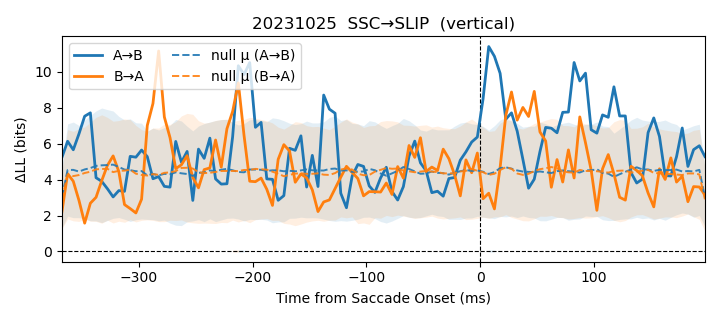 20231025  SSC→SLIP  (vertical)
A→B
B→A
null μ (A→B)
null μ (B→A)
ΔLL (bits)
10
8
6
4
2
0
−300
−200
−100
0
100
Time from Saccade Onset (ms)